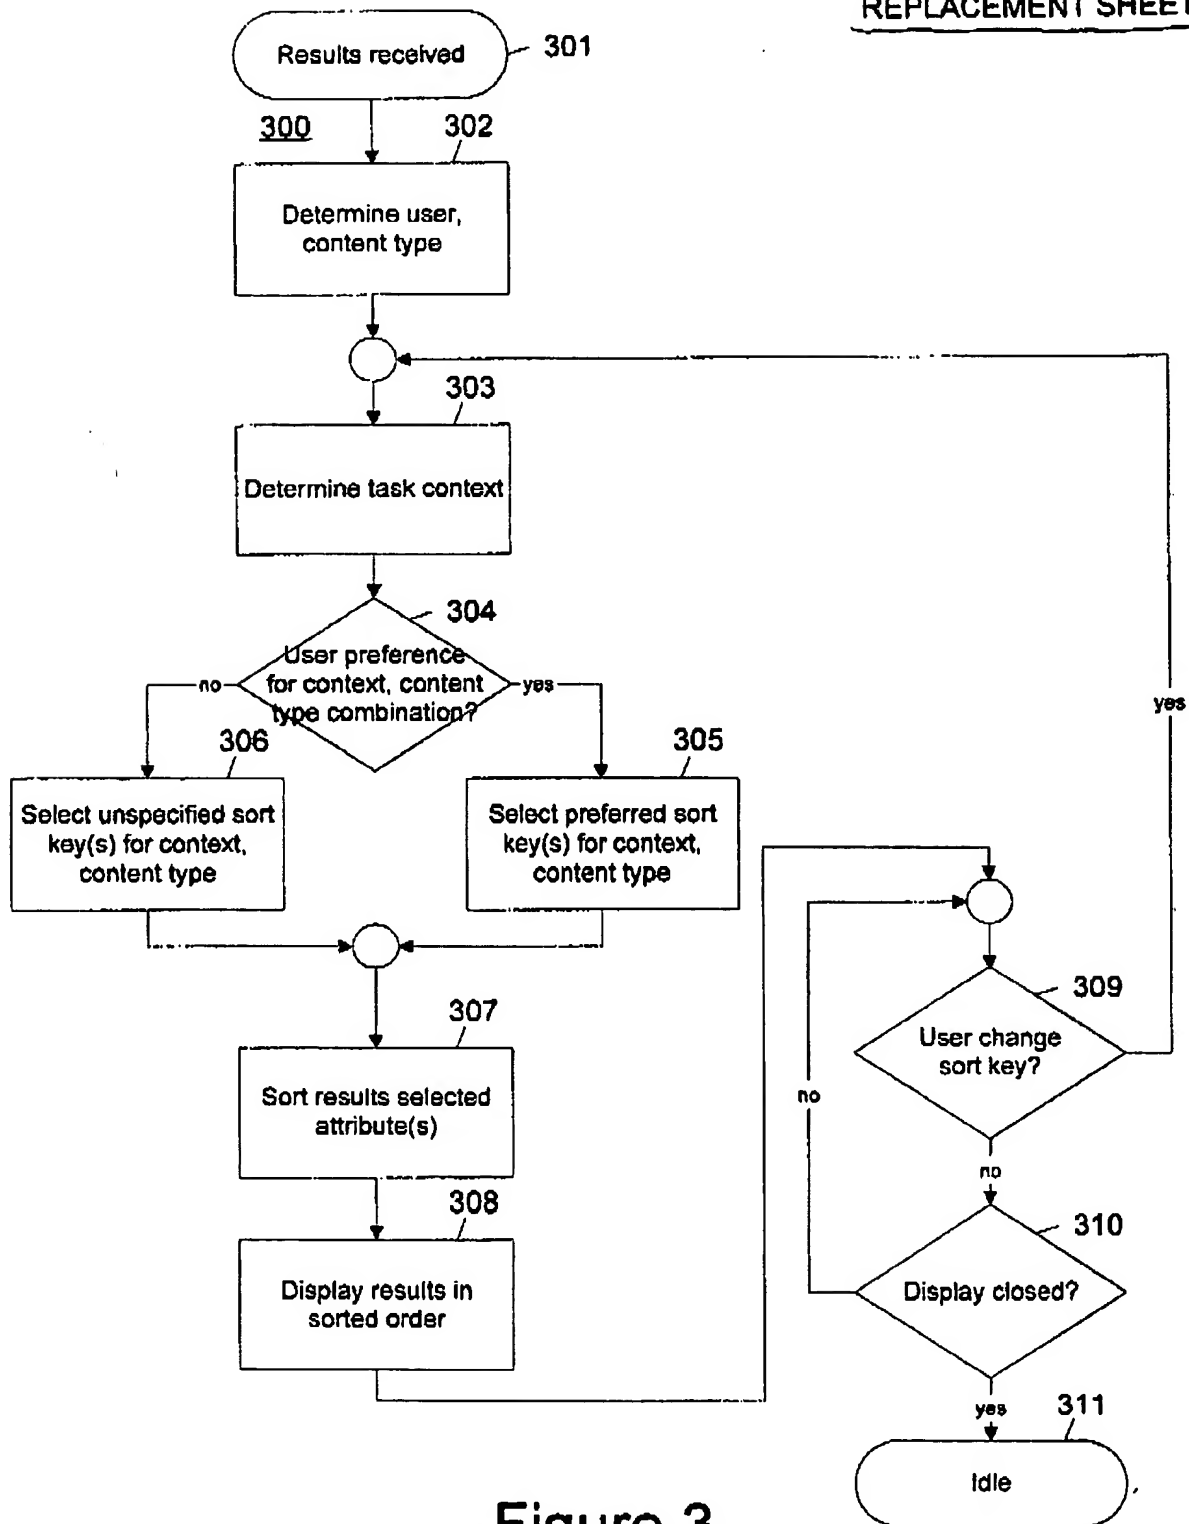 REPLACEMENT SHEET
Results received
301
300
302
Determine user,
content type
303
Determine task context
304
User preference
for context, content
type combination?
no
yes
306
305
Select unspecified sort
key(s) for context,
content type
Select preferred sort
key(s) for context,
content type
307
Sort results selected
attribute(s)
308
Display results in
sorted order
309
User change
sort key?
yes
no
no
310
Display closed?
yes
311
Idle
Figure 3